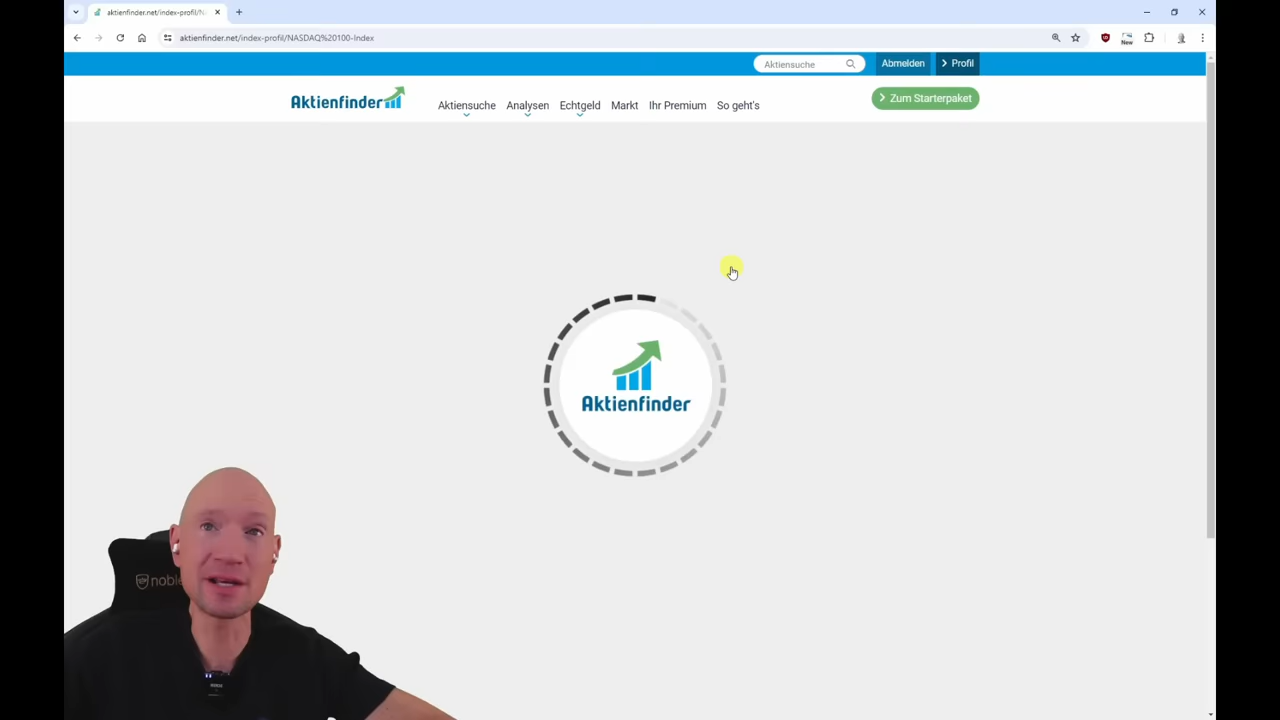 aktienfinder.net/index-profil/N
aktienfinder.net/index-profil/NASDAQ%20100-Index
New
Aktiensuche
Abmelden
Profil
Aktienfinder
Aktiensuche
Analysen
Echtgeld
Markt
Ihr Premium
So geht's
Zum Starterpaket
Aktienfinder
noble